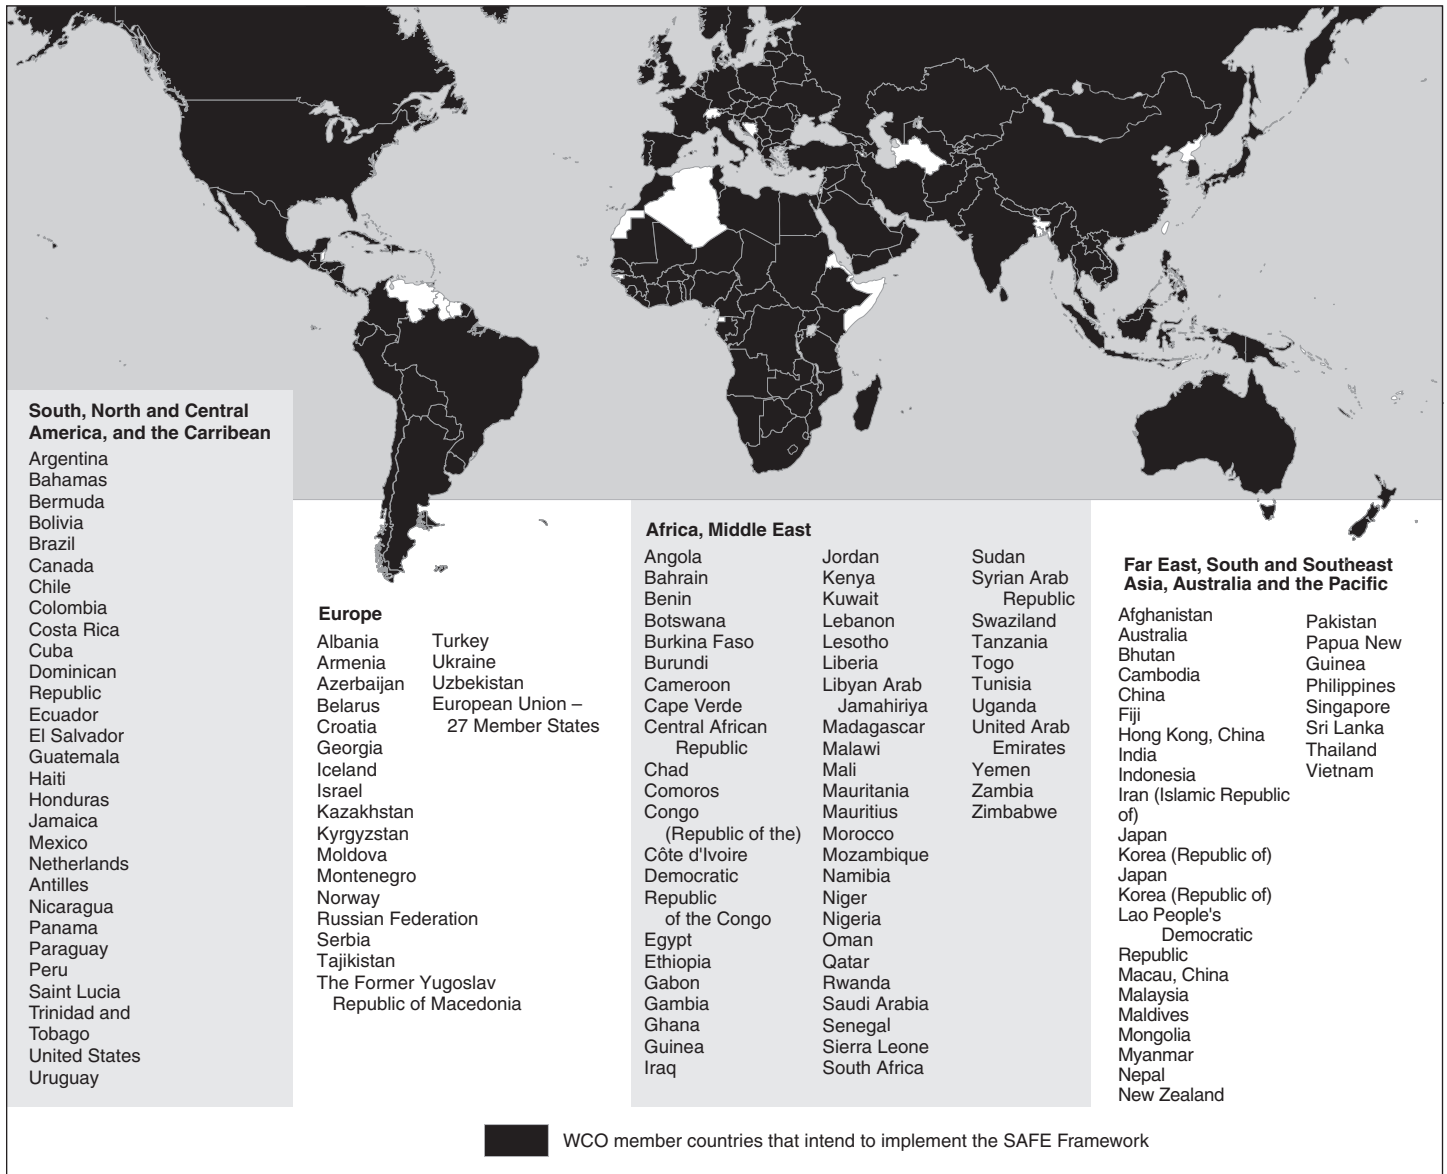 South, North and Central
America, and the Carribean
Argentina
Bahamas
Bermuda
Bolivia
Brazil
Canada
Chile
Colombia
Costa Rica
Cuba
Dominican
Republic
Ecuador
El Salvador
Guatemala
Haiti
Honduras
Jamaica
Mexico
Netherlands
Antilles
Nicaragua
Panama
Paraguay
Peru
Saint Lucia
Trinidad and
Tobago
United States
Uruguay
Europe
Albania
Armenia
Azerbaijan
Belarus
Croatia
Georgia
Iceland
Israel
Kazakhstan
Kyrgyzstan
Moldova
Montenegro
Norway
Russian Federation
Serbia
Tajikistan
The Former Yugoslav
Republic of Macedonia
Turkey
Ukraine
Uzbekistan
European Union –
27 Member States
Africa, Middle East
Angola
Bahrain
Benin
Botswana
Burkina Faso
Burundi
Cameroon
Cape Verde
Central African
Republic
Chad
Comoros
Congo
(Republic of the)
Côte d'Ivoire
Democratic
Republic
of the Congo
Egypt
Ethiopia
Gabon
Gambia
Ghana
Guinea
Iraq
Jordan
Kenya
Kuwait
Lebanon
Lesotho
Liberia
Libyan Arab
Jamahiriya
Madagascar
Malawi
Mali
Mauritania
Mauritius
Morocco
Mozambique
Namibia
Niger
Nigeria
Oman
Qatar
Rwanda
Saudi Arabia
Senegal
Sierra Leone
South Africa
Sudan
Syrian Arab
Republic
Swaziland
Tanzania
Togo
Tunisia
Uganda
United Arab
Emirates
Yemen
Zambia
Zimbabwe
Far East, South and Southeast
Asia, Australia and the Pacific
Afghanistan
Australia
Bhutan
Cambodia
China
Fiji
Hong Kong, China
India
Indonesia
Iran (Islamic Republic
of)
Japan
Korea (Republic of)
Japan
Korea (Republic of)
Lao People's
Democratic
Republic
Macau, China
Malaysia
Maldives
Mongolia
Myanmar
Nepal
New Zealand
Pakistan
Papua New
Guinea
Philippines
Singapore
Sri Lanka
Thailand
Vietnam
WCO member countries that intend to implement the SAFE Framework